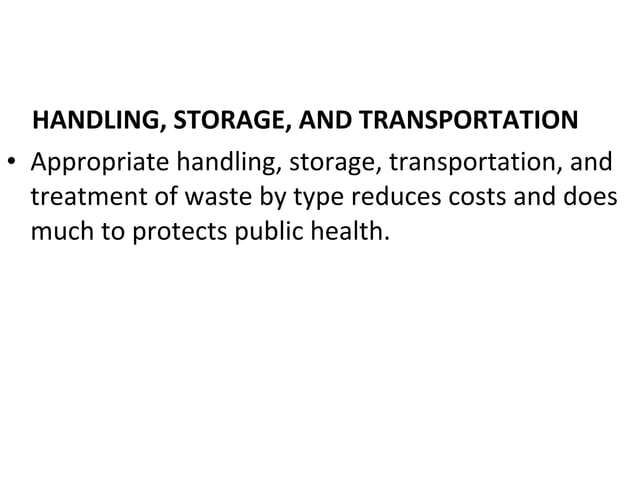 HANDLING, STORAGE, AND TRANSPORTATION
• Appropriate handling, storage, transportation, and
treatment of waste by type reduces costs and does
much to protects public health.